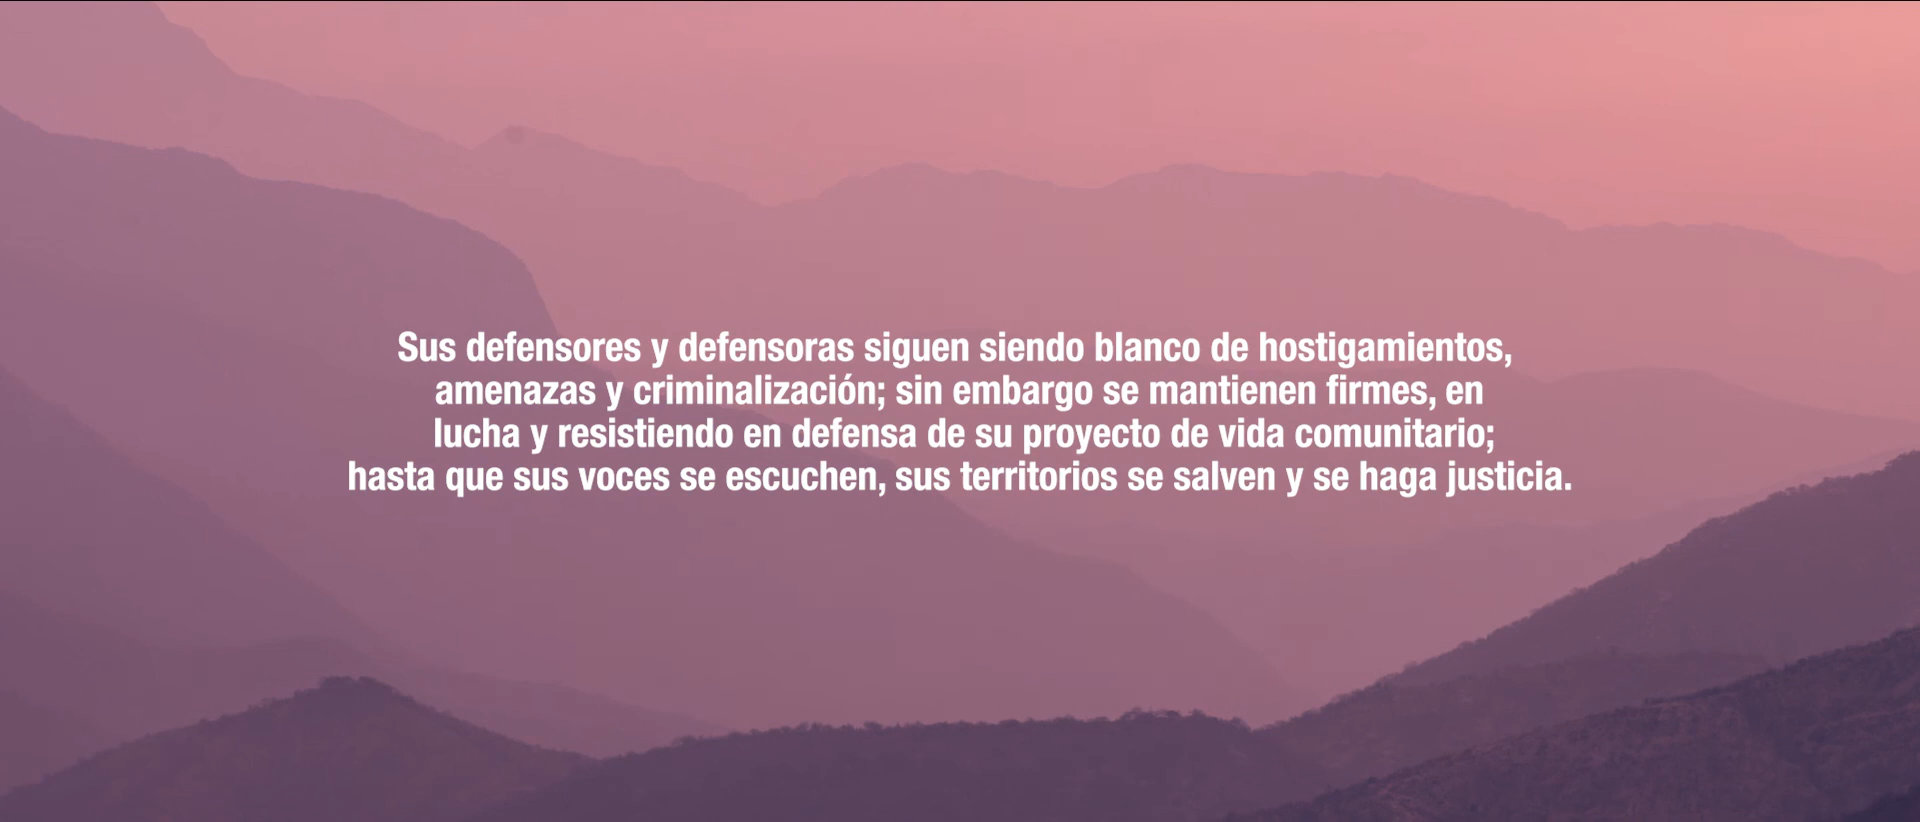 Sus defensores y defensoras siguen siendo blanco de hostigamientos,
amenazas y criminalización; sin embargo se mantienen firmes, en
lucha y resistiendo en defensa de su proyecto de vida comunitario;
hasta que sus voces se escuchen, sus territorios se salven y se haga justicia.